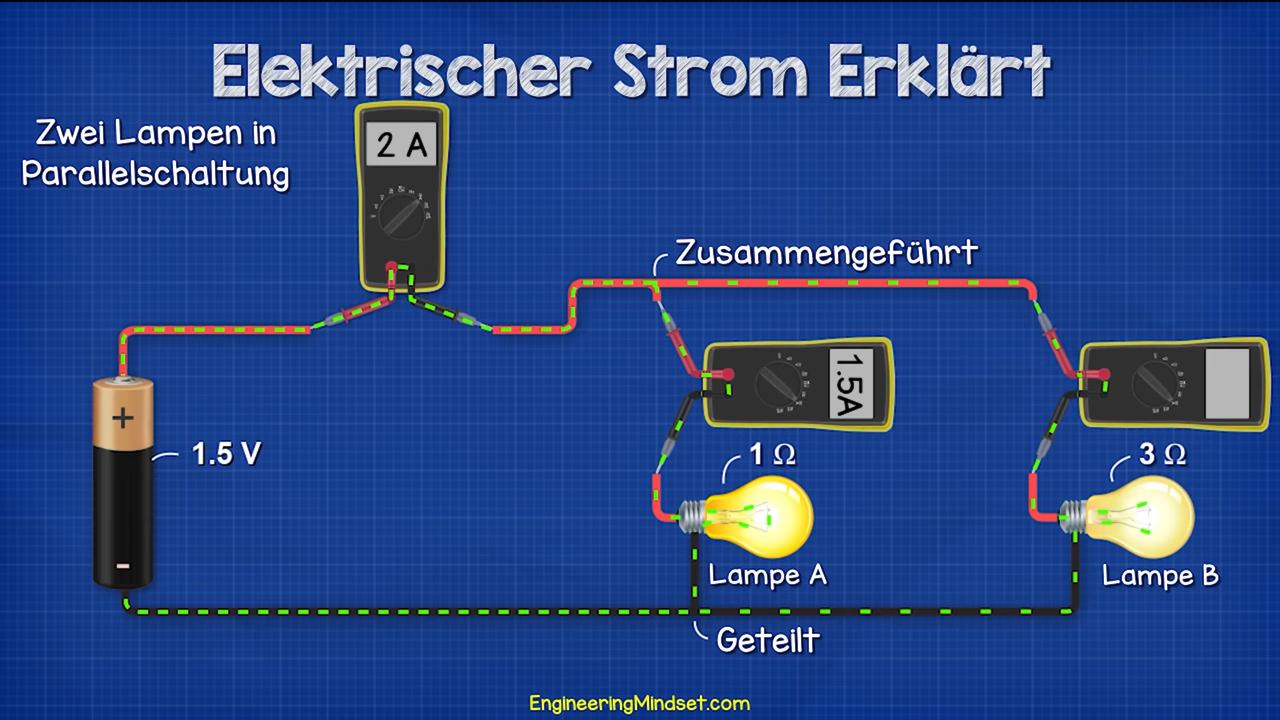 Elektrischer Strom Erklärt
Zwei Lampen in
Parallelschaltung
2 A
Zusammengeführt
1.5A
+
1.5 V
1 Ω
3 Ω
-
Lampe A
Lampe B
Geteilt
EngineeringMindset.com